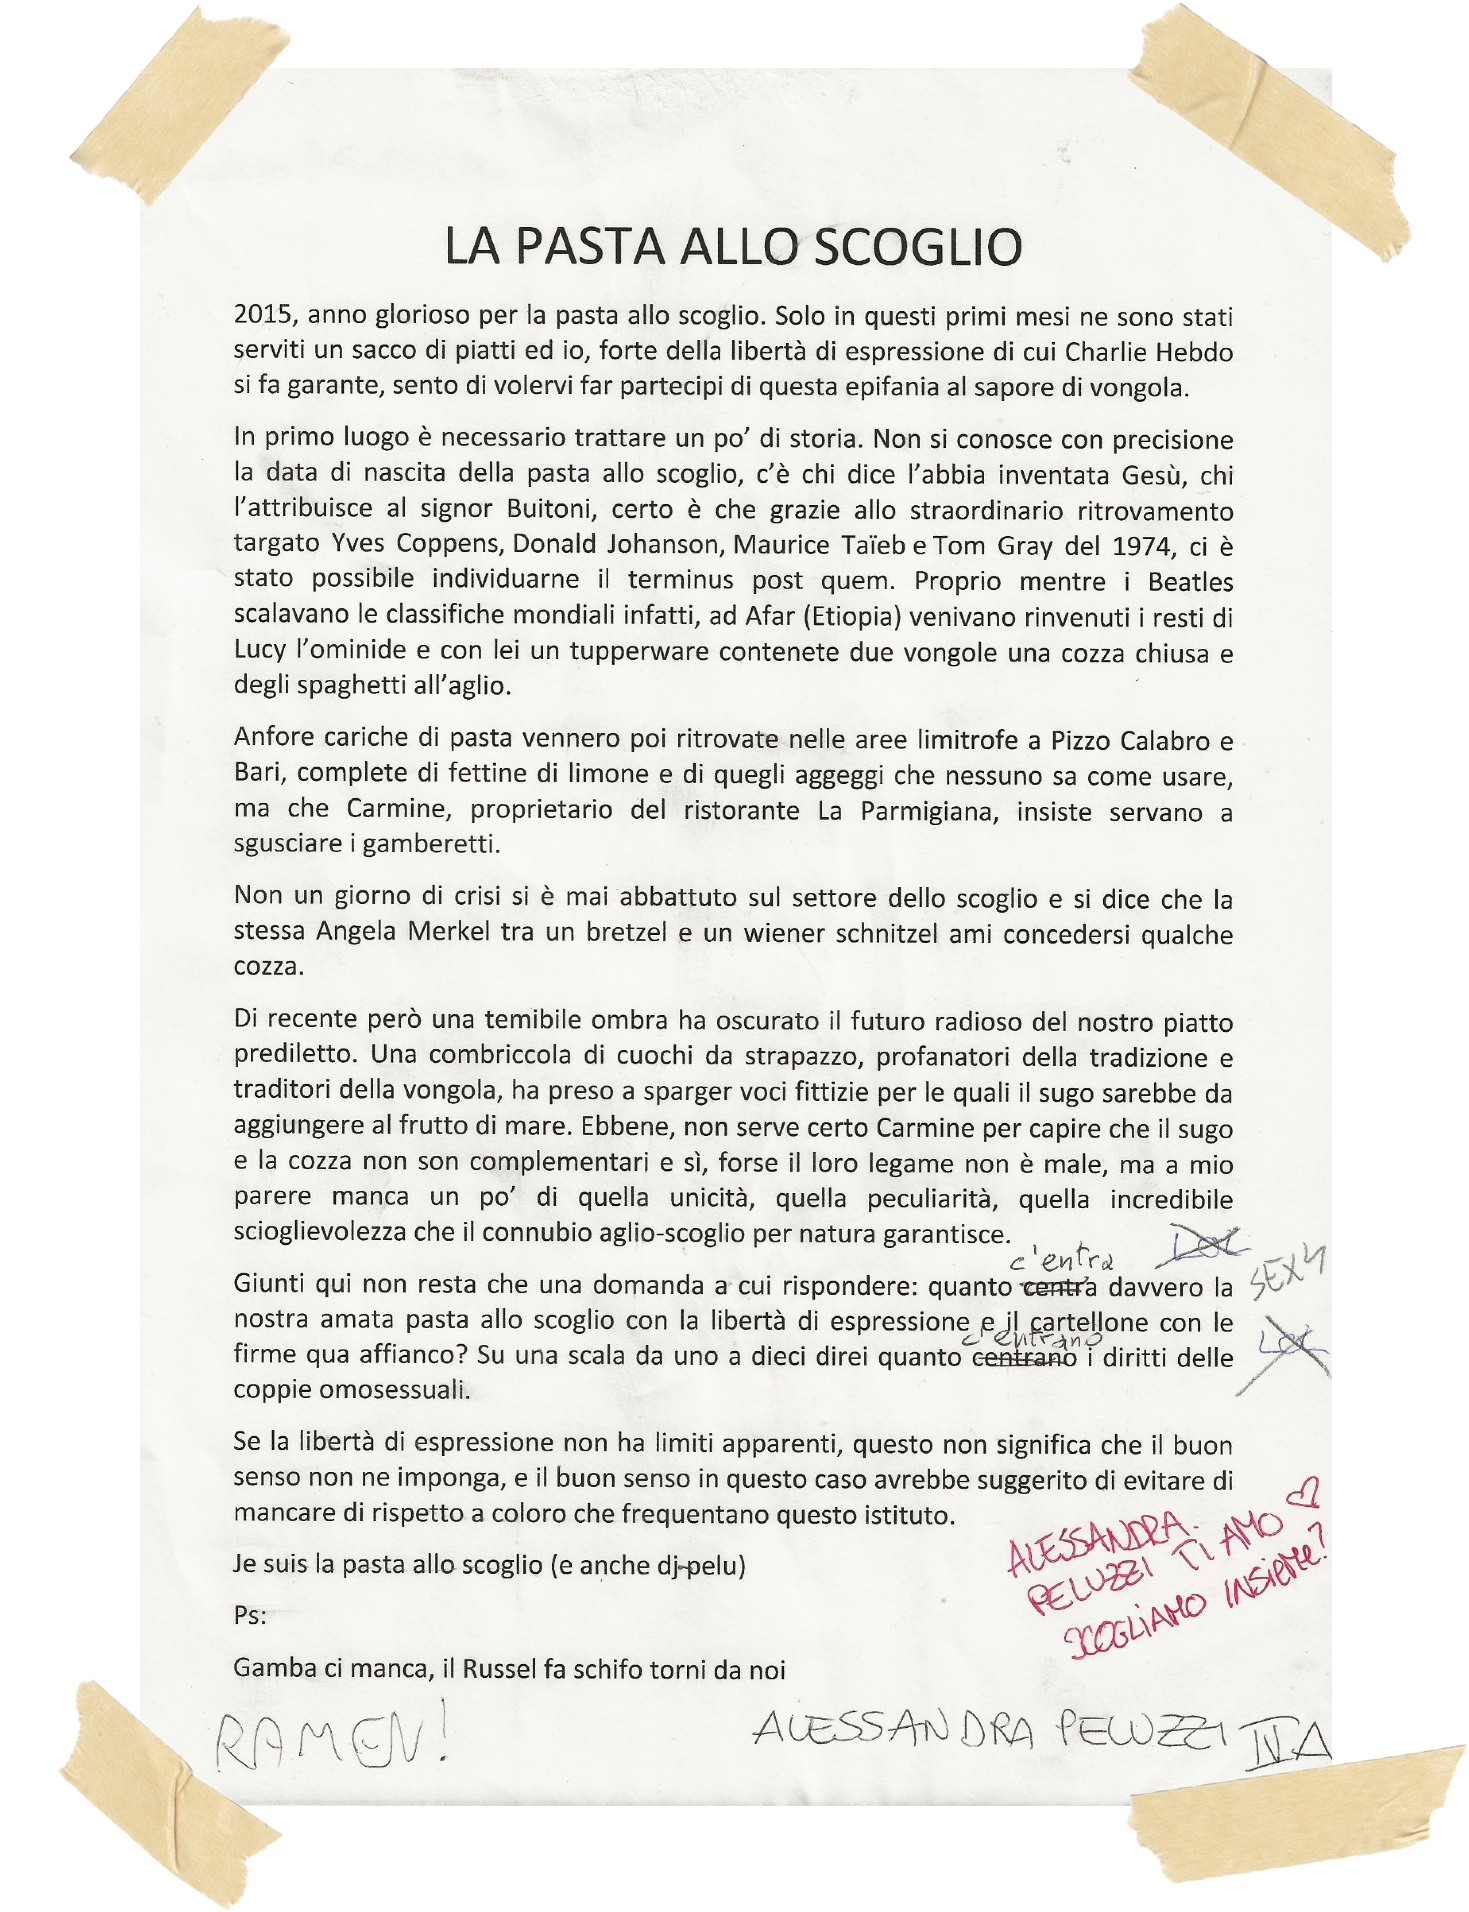 LA PASTA ALLO SCOGLIO
2015, anno glorioso per la pasta allo scoglio. Solo in questi primi mesi ne sono stati
serviti un sacco di piatti ed io, forte della libertà di espressione di cui Charlie Hebdo
si fa garante, sento di volervi far partecipi di questa epifania al sapore di vongola.
In primo luogo è necessario trattare un po’ di storia. Non si conosce con precisione
la data di nascita della pasta allo scoglio, c’è chi dice l’abbia inventata Gesù, chi
l’attribuisce al signor Buitoni, certo è che grazie allo straordinario ritrovamento
targato Yves Coppens, Donald Johanson, Maurice Taïeb e Tom Gray del 1974, ci è
stato possibile individuarne il terminus post quem. Proprio mentre i Beatles
scalavano le classifiche mondiali infatti, ad Afar (Etiopia) venivano rinvenuti i resti di
Lucy l’ominide e con lei un tupperware contenete due vongole una cozza chiusa e
degli spaghetti all’aglio.
Anfore cariche di pasta vennero poi ritrovate nelle aree limitrofe a Pizzo Calabro e
Bari, complete di fettine di limone e di quegli aggeggi che nessuno sa come usare,
ma che Carmine, proprietario del ristorante La Parmigiana, insiste servano a
sgusciare i gamberetti.
Non un giorno di crisi si è mai abbattuto sul settore dello scoglio e si dice che la
stessa Angela Merkel tra un bretzel e un wiener schnitzel ami concedersi qualche
cozza.
Di recente però una temibile ombra ha oscurato il futuro radioso del nostro piatto
prediletto. Una combriccola di cuochi da strapazzo, profanatori della tradizione e
traditori della vongola, ha preso a sparger voci fittizie per le quali il sugo sarebbe da
aggiungere al frutto di mare. Ebbene, non serve certo Carmine per capire che il sugo
e la cozza non son complementari e sì, forse il loro legame non è male, ma a mio
parere manca un po’ di quella unicità, quella peculiarità, quella incredibile
scioglievolezza che il connubio aglio-scoglio per natura garantisce.
LOL
c'entra
Giunti qui non resta che una domanda a cui rispondere: quanto centra davvero la
SEXY
nostra amata pasta allo scoglio con la libertà di espressione e il cartellone con le
c'entrano
LOL
firme qua affianco? Su una scala da uno a dieci direi quanto centrano i diritti delle
coppie omosessuali.
Se la libertà di espressione non ha limiti apparenti, questo non significa che il buon
senso non ne imponga, e il buon senso in questo caso avrebbe suggerito di evitare di
mancare di rispetto a coloro che frequentano questo istituto.
ALESSANDRA
PELUZZI TI AMO ♡
SCOGLIAMO INSIEME?
Je suis la pasta allo scoglio (e anche dj-pelu)
Ps:
Gamba ci manca, il Russel fa schifo torni da noi
RAMEN!
ALESSANDRA PELUZZI IV A